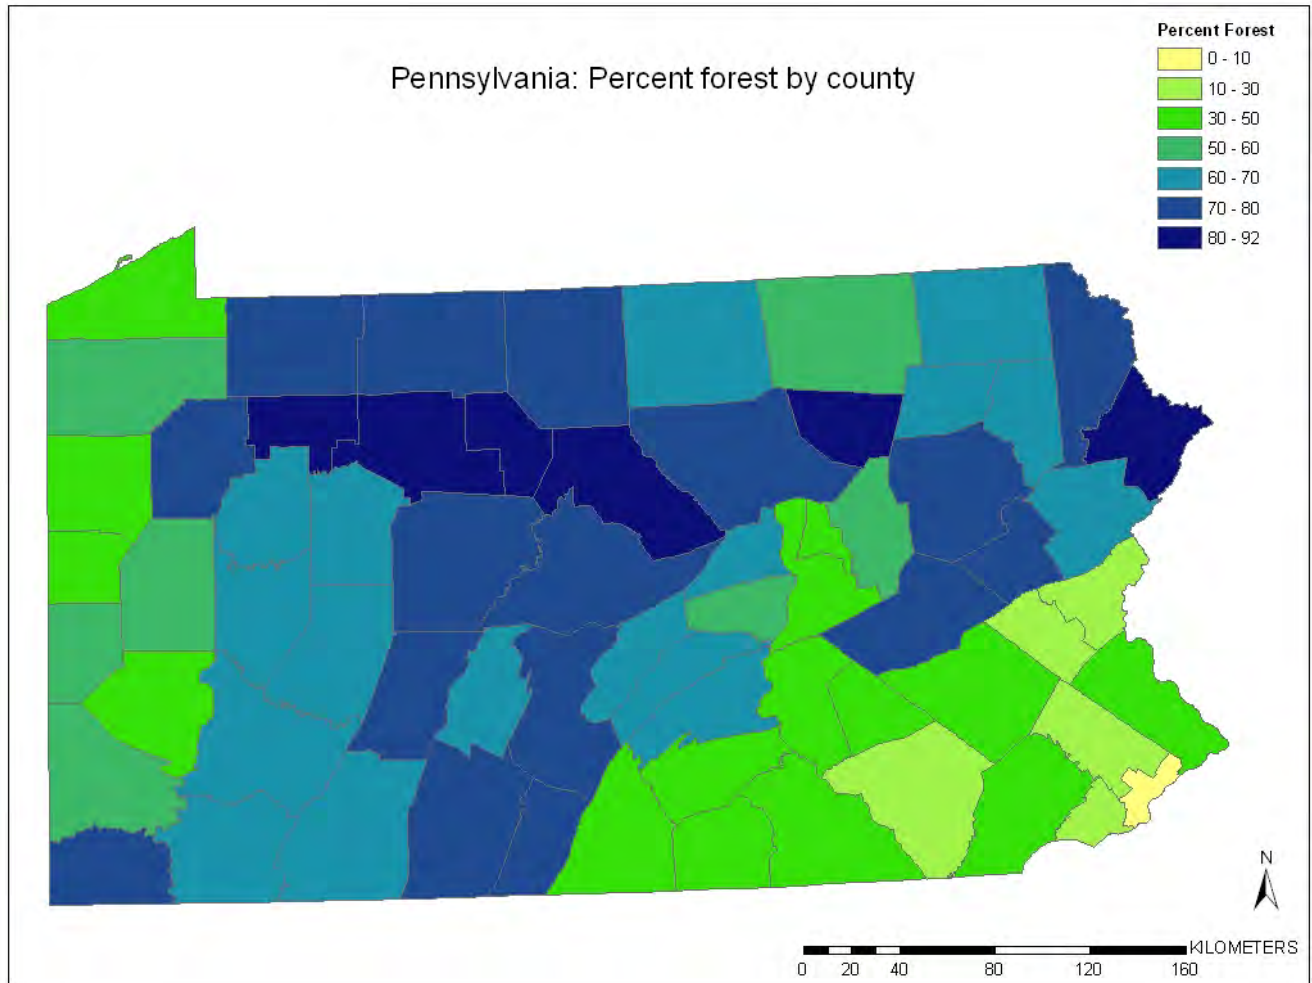 Percent Forest
0 - 10
10 - 30
30 - 50
50 - 60
60 - 70
70 - 80
80 - 92
Pennsylvania: Percent forest by county
N
KILOMETERS
0 20 40 80 120 160